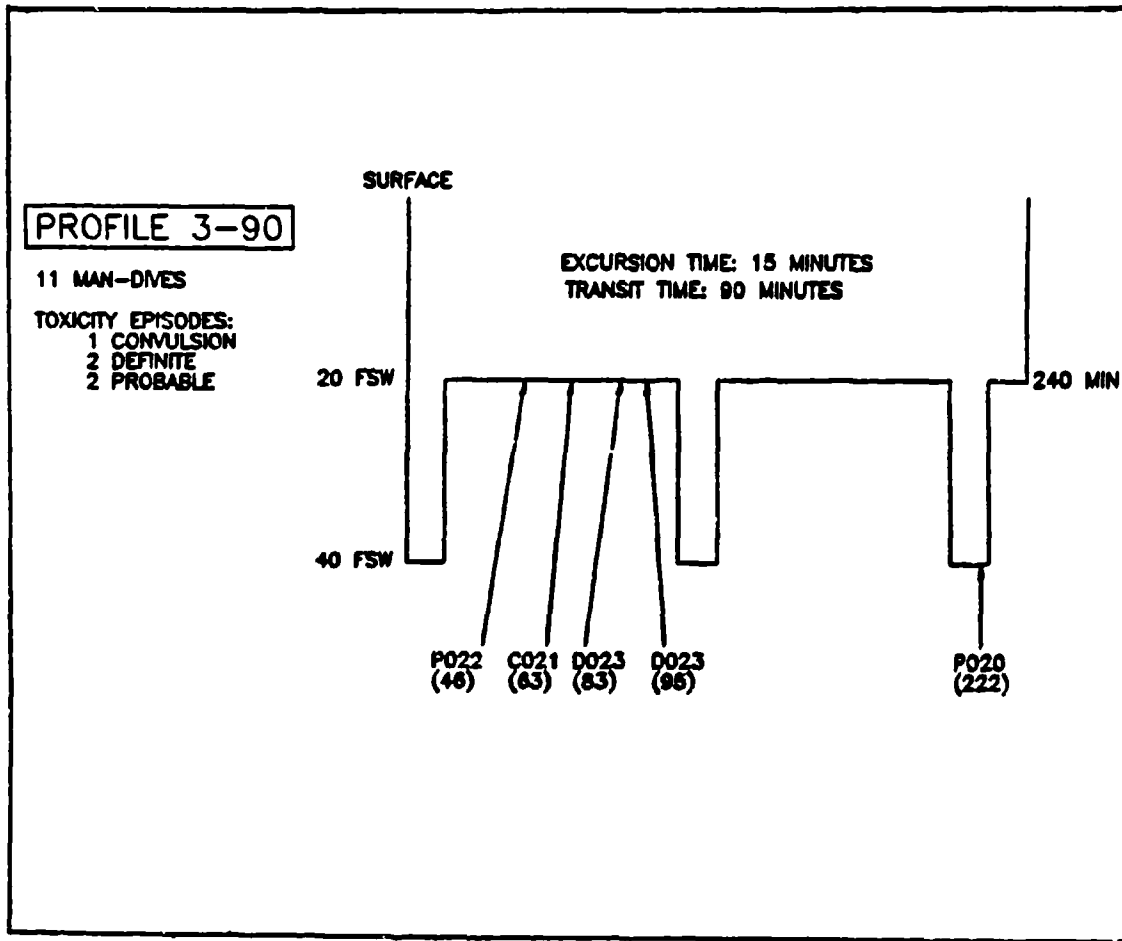 SURFACE
PROFILE 3-90
11 MAN-DIVES
TOXICITY EPISODES:
1 CONVULSION
2 DEFINITE
2 PROBABLE
EXCURSION TIME: 15 MINUTES
TRANSIT TIME: 90 MINUTES
20 FSW
240 MIN
40 FSW
P022 C021 D023 D023 P020
(46) (63) (83) (95) (222)